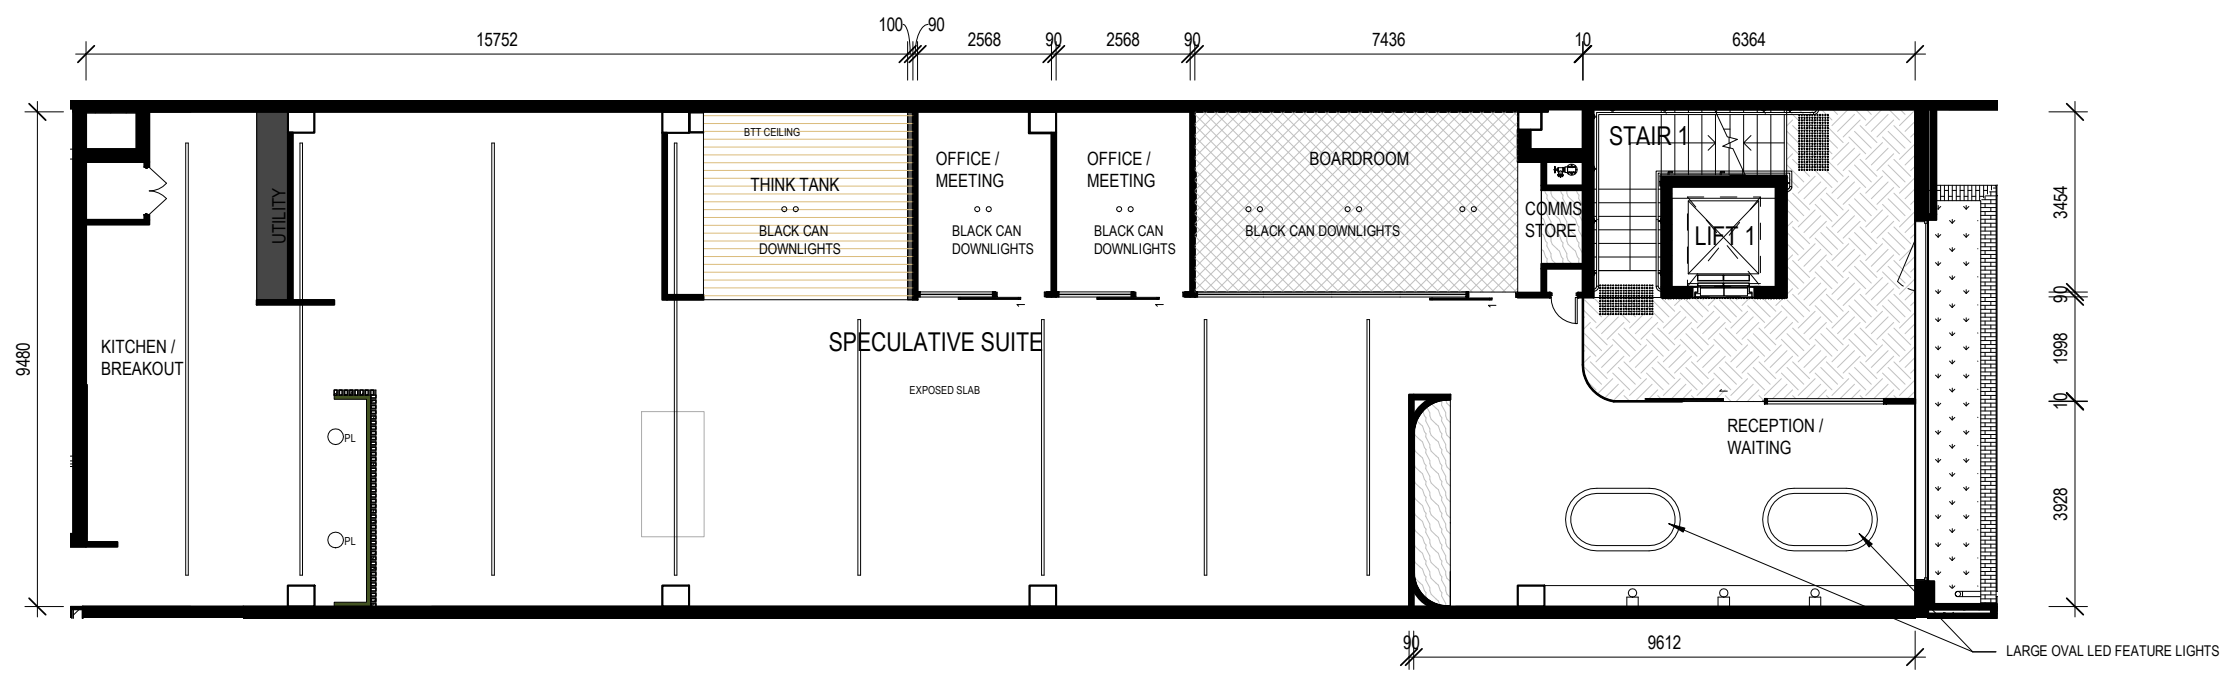 100
90
15752
2568
90
2568
90
7436
10
6364
BTT CEILING
STAIR 1
OFFICE /
MEETING
OFFICE /
MEETING
BOARDROOM
THINK TANK
UTILITY
COMMS
STORE
3454
BLACK CAN
DOWNLIGHTS
BLACK CAN
DOWNLIGHTS
BLACK CAN
DOWNLIGHTS
BLACK CAN DOWNLIGHTS
LIFT 1
90
1
1
1
SPECULATIVE SUITE
KITCHEN /
BREAKOUT
9480
1998
EXPOSED SLAB
10
RECEPTION /
WAITING
PL
3928
PL
90
9612
LARGE OVAL LED FEATURE LIGHTS